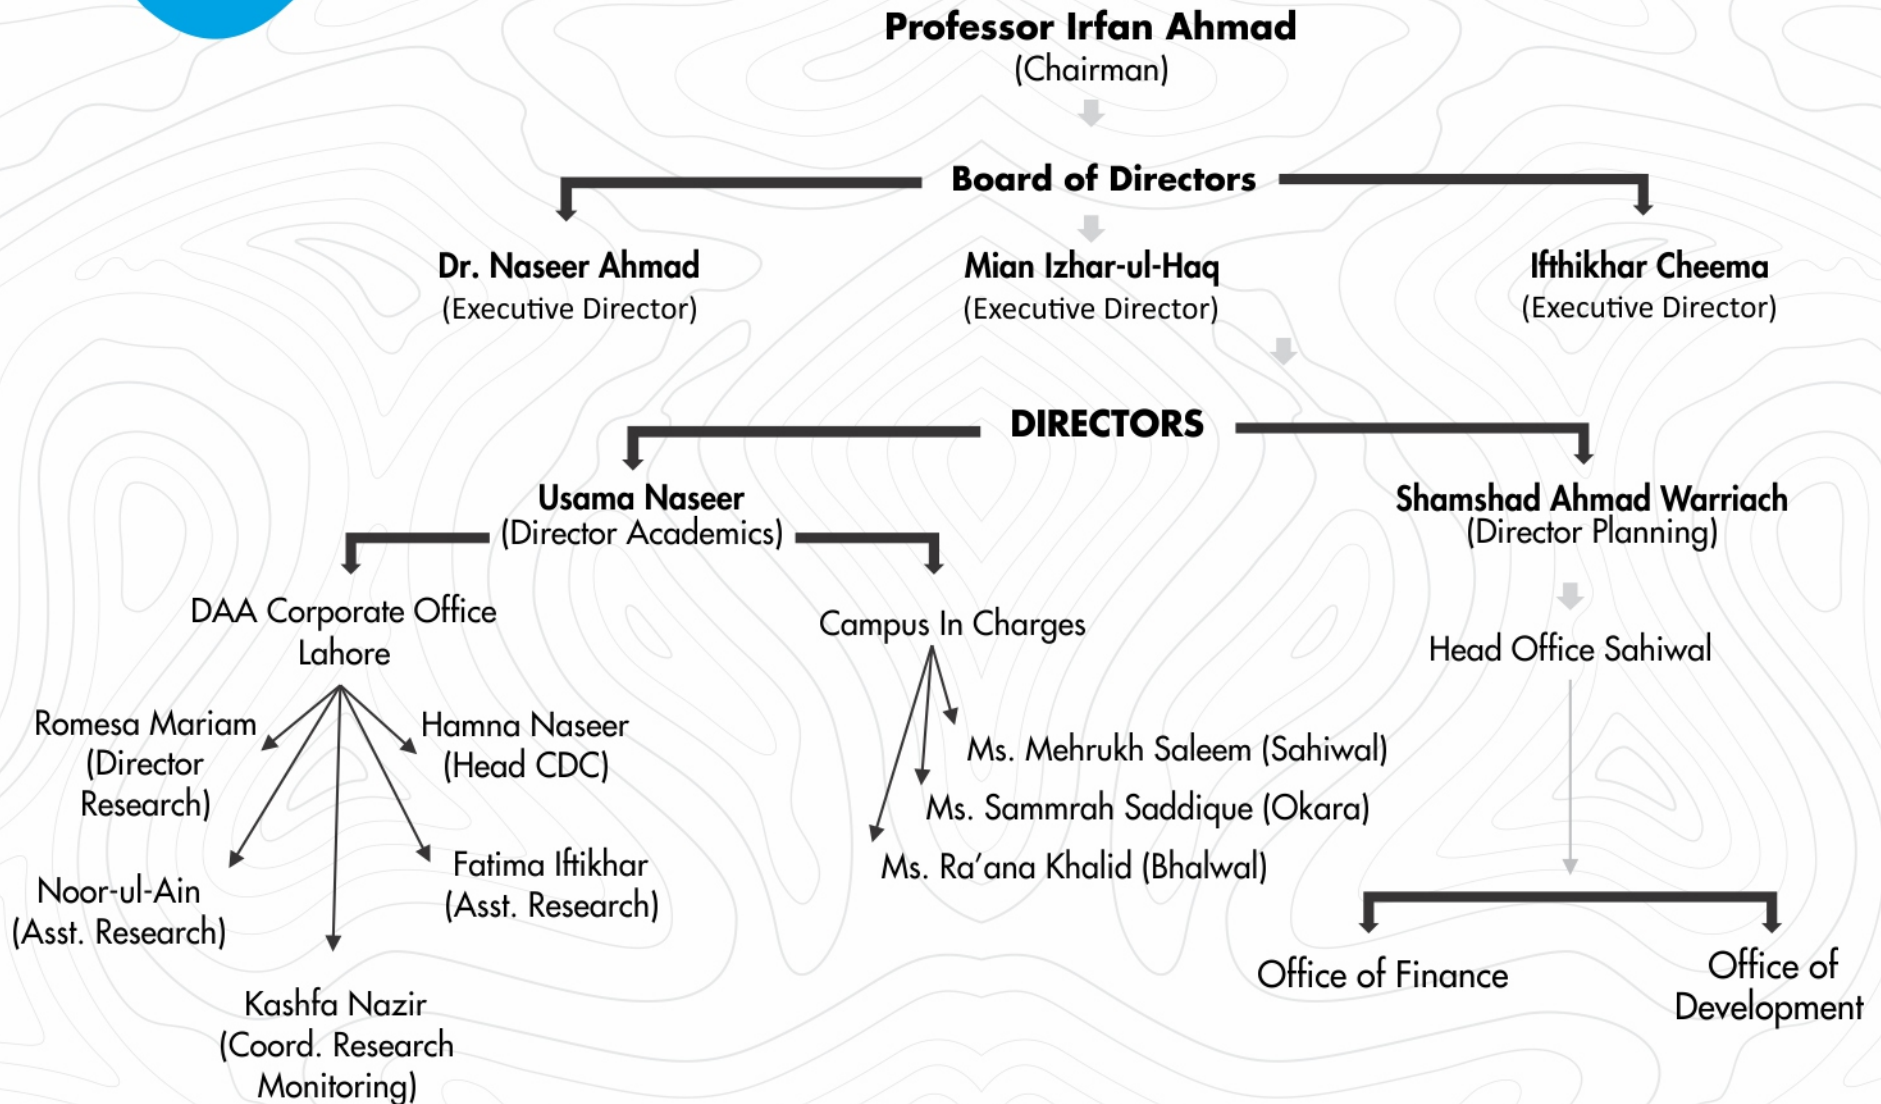 Professor Irfan Ahmad
(Chairman)
Board of Directors
Dr. Naseer Ahmad
(Executive Director)
Mian Izhar-ul-Haq
(Executive Director)
Ifthikhar Cheema
(Executive Director)
DIRECTORS
Usama Naseer
(Director Academics)
Shamshad Ahmad Warriach
(Director Planning)
DAA Corporate Office
Lahore
Campus In Charges
Head Office Sahiwal
Romesa Mariam
(Director
Research)
Hamna Naseer
(Head CDC)
Noor-ul-Ain
(Asst. Research)
Fatima Iftikhar
(Asst. Research)
Kashfa Nazir
(Coord. Research
Monitoring)
Ms. Mehrukh Saleem (Sahiwal)
Ms. Sammrah Saddique (Okara)
Ms. Ra’ana Khalid (Bhalwal)
Office of Finance
Office of
Development